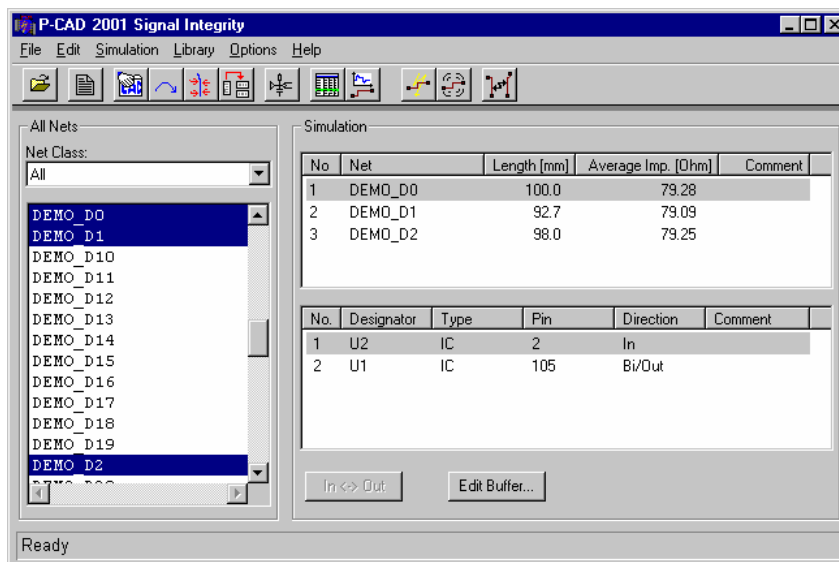 P-CAD 2001 Signal Integrity
File Edit Simulation Library Options Help
All Nets
Net Class:
All
DEMO_D0
DEMO_D1
DEMO_D10
DEMO_D11
DEMO_D12
DEMO_D13
DEMO_D14
DEMO_D15
DEMO_D16
DEMO_D17
DEMO_D18
DEMO_D19
DEMO_D2
Simulation
No Net Length [mm] Average Imp. [Ohm] Comment
1 DEMO_D0 100.0 79.28
2 DEMO_D1 92.7 79.09
3 DEMO_D2 98.0 79.25
No. Designator Type Pin Direction Comment
1 U2 IC 2 In
2 U1 IC 105 Bi/Out
In <-> Out Edit Buffer...
Ready